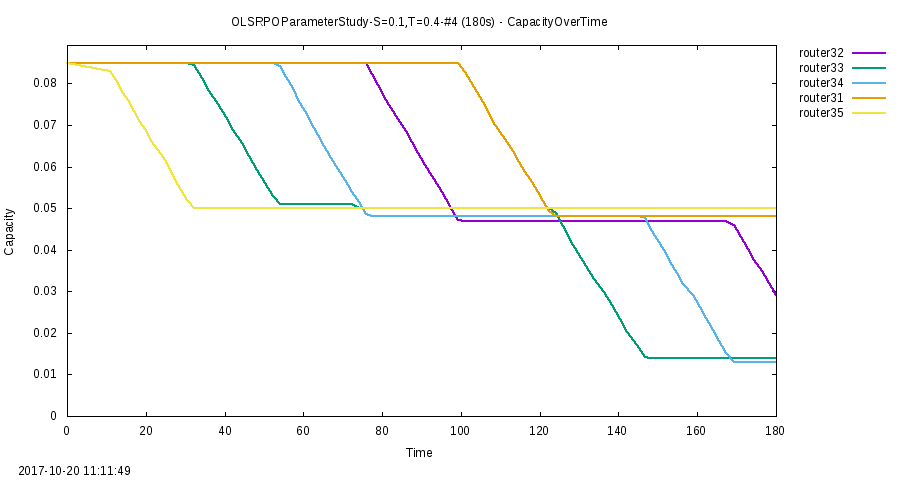 OLSRPOParameterStudy-S=0.1,T=0.4-#4 (180s) - CapacityOverTime
router32
router33
router34
router31
router35
0.08
0.07
0.06
0.05
0.04
0.03
0.02
0.01
0
Capacity
0 20 40 60 80 100 120 140 160 180
Time
2017-10-20 11:11:49